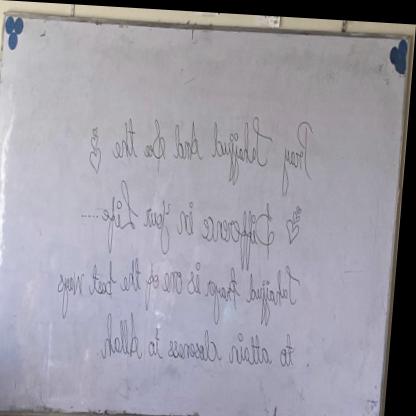 Pray Tahajjud And See the
Difference in your Life......
Tahajjud Prayer is one of the best ways
to attain closeness to Allah.